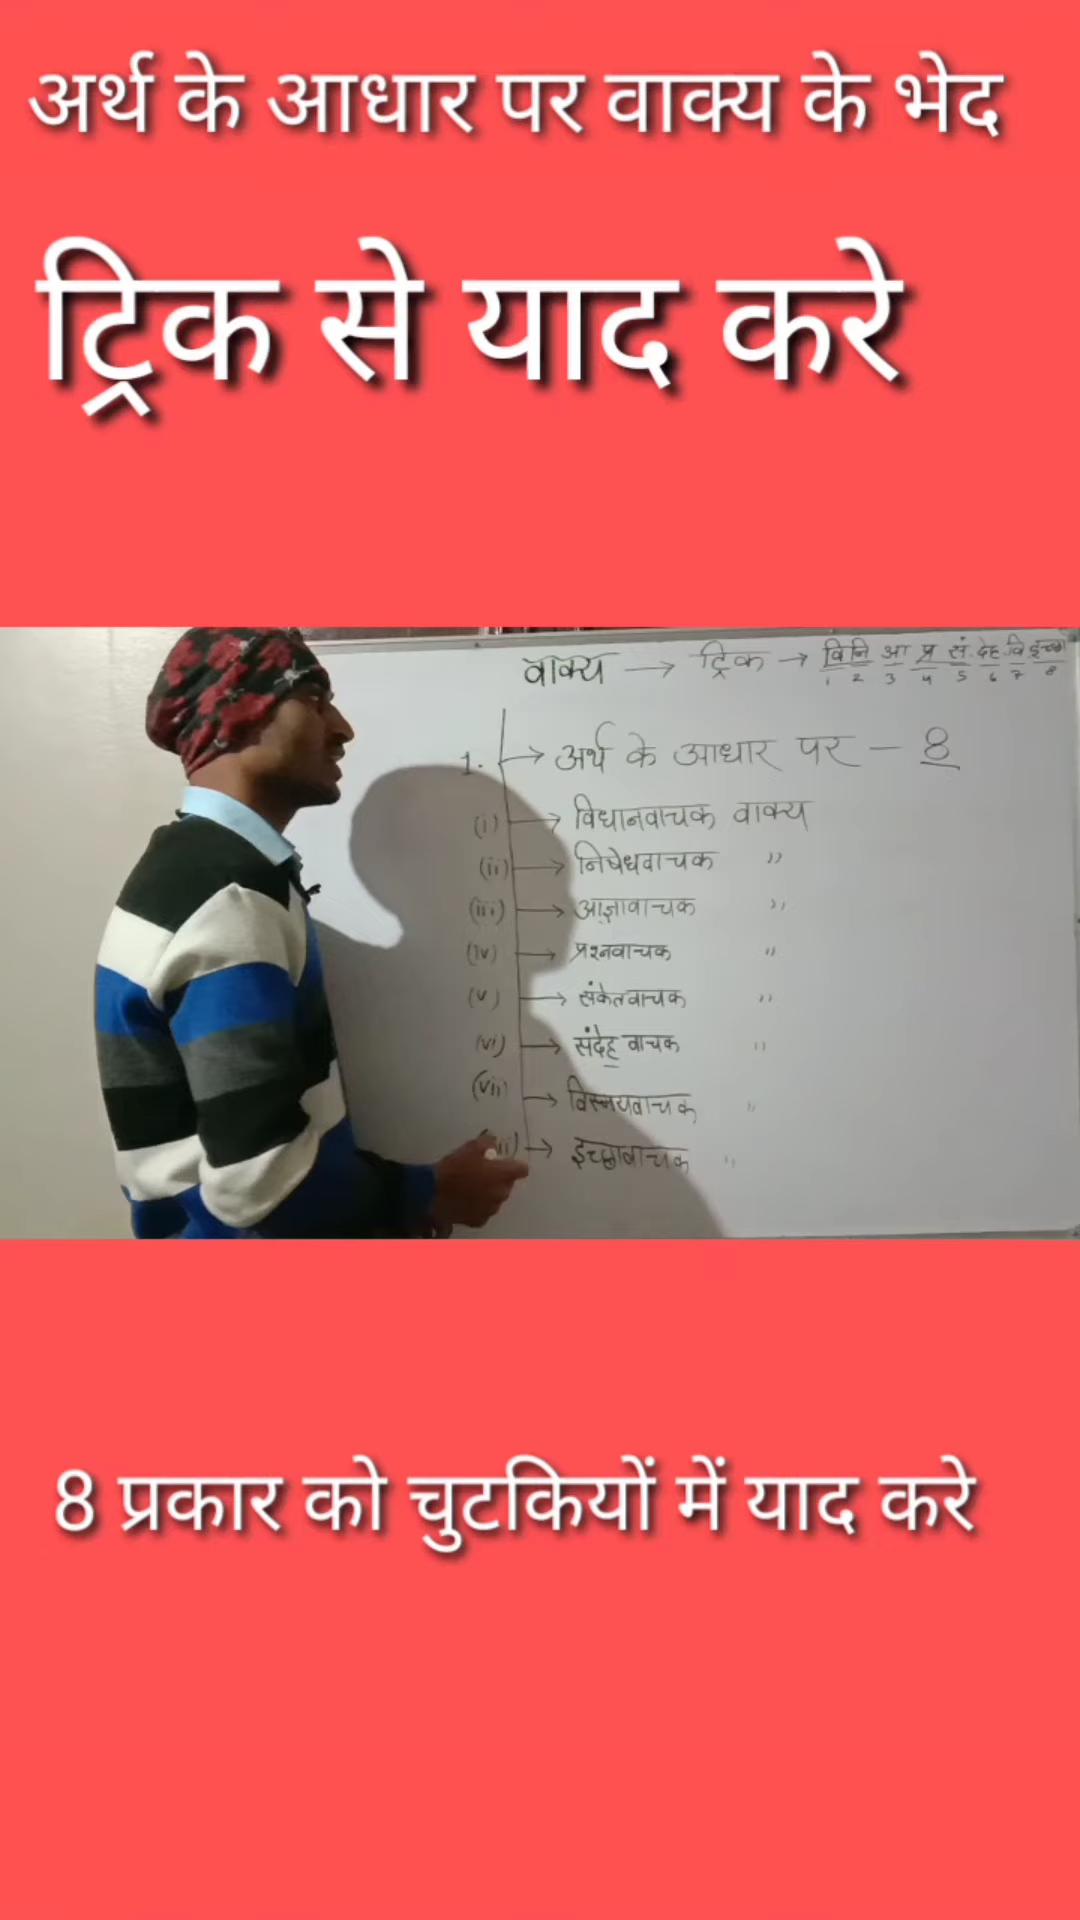 अर्थ के आधार पर वाक्य के भेद
ट्रिक से याद करे
वाक्य → ट्रिक → वि नि आ प्र सं. देह वि इच्छा
1 2 3 4 5 6 7 8
1. → अर्थ के आधार पर – 8
(i) → विधानवाचक वाक्य
(ii) → निषेधवाचक "
(iii) → आज्ञावाचक "
(iv) → प्रश्नवाचक "
(v) → संकेतवाचक "
(vi) → संदेह वाचक "
(vii) → विस्मयवाचक "
→ इच्छावाचक "
8 प्रकार को चुटकियों में याद करे